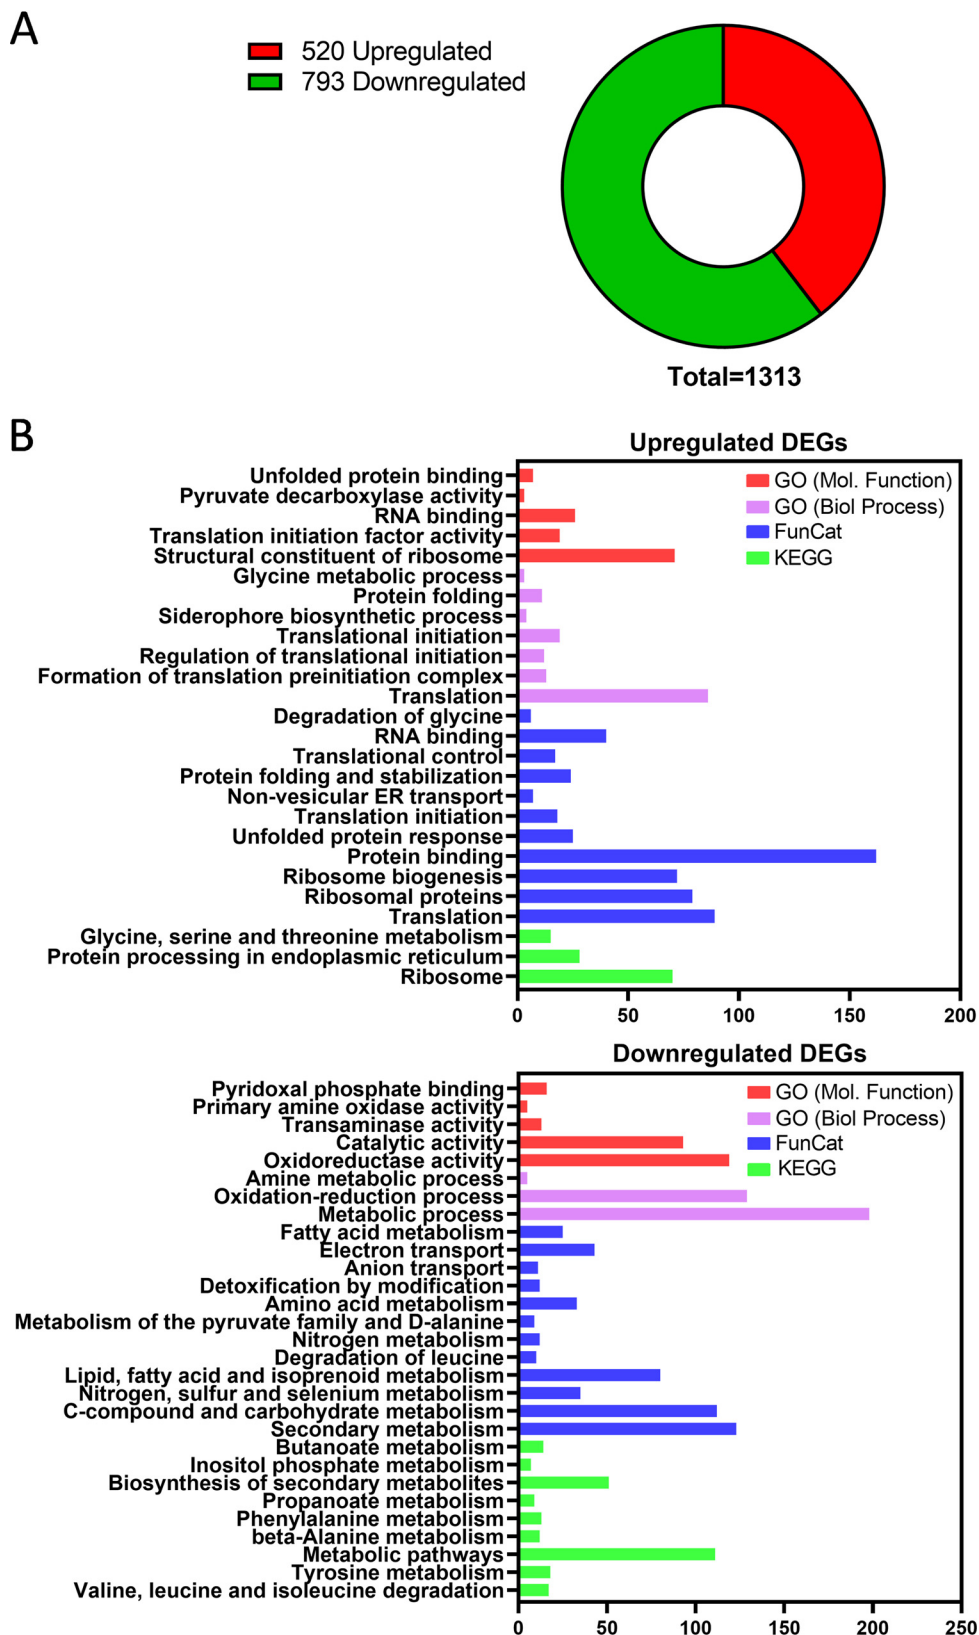 A
520 Upregulated
793 Downregulated
Total=1313
B
Upregulated DEGs
Unfolded protein binding
Pyruvate decarboxylase activity
RNA binding
Translation initiation factor activity
Structural constituent of ribosome
Glycine metabolic process
Protein folding
Siderophore biosynthetic process
Translational initiation
Regulation of translational initiation
Formation of translation preinitiation complex
Translation
Degradation of glycine
RNA binding
Translational control
Protein folding and stabilization
Non-vesicular ER transport
Translation initiation
Unfolded protein response
Protein binding
Ribosome biogenesis
Ribosomal proteins
Translation
Glycine, serine and threonine metabolism
Protein processing in endoplasmic reticulum
Ribosome
GO (Mol. Function)
GO (Biol Process)
FunCat
KEGG
0 50 100 150 200
Downregulated DEGs
Pyridoxal phosphate binding
Primary amine oxidase activity
Transaminase activity
Catalytic activity
Oxidoreductase activity
Amine metabolic process
Oxidation-reduction process
Metabolic process
Fatty acid metabolism
Electron transport
Anion transport
Detoxification by modification
Amino acid metabolism
Metabolism of the pyruvate family and D-alanine
Nitrogen metabolism
Degradation of leucine
Lipid, fatty acid and isoprenoid metabolism
Nitrogen, sulfur and selenium metabolism
C-compound and carbohydrate metabolism
Secondary metabolism
Butanoate metabolism
Inositol phosphate metabolism
Biosynthesis of secondary metabolites
Propanoate metabolism
Phenylalanine metabolism
beta-Alanine metabolism
Metabolic pathways
Tyrosine metabolism
Valine, leucine and isoleucine degradation
GO (Mol. Function)
GO (Biol Process)
FunCat
KEGG
0 50 100 150 200 250